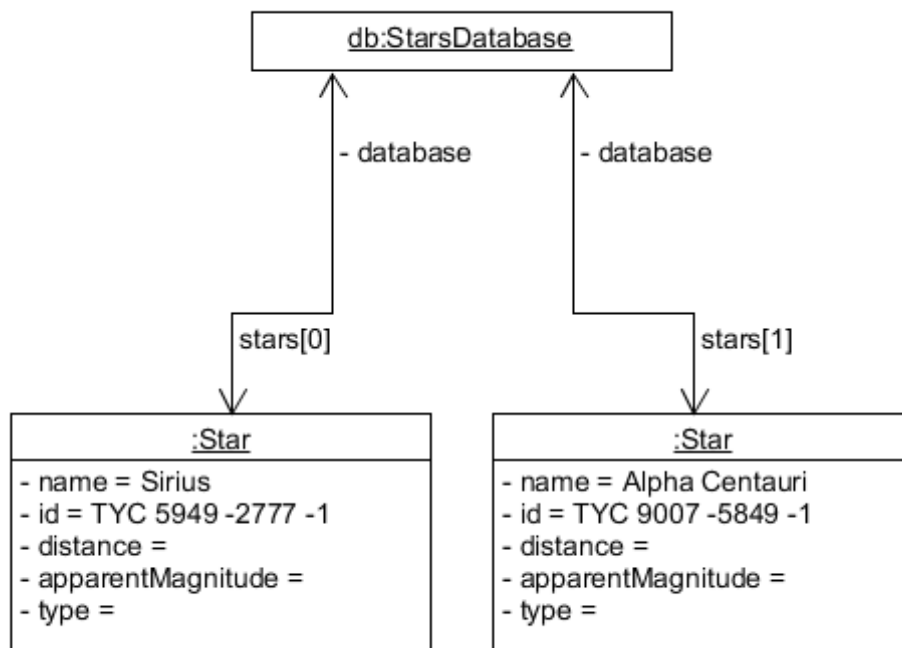 db:StarsDatabase
- database
- database
stars[0]
stars[1]
:Star
- name = Sirius
- id = TYC 5949 -2777 -1
- distance =
- apparentMagnitude =
- type =
:Star
- name = Alpha Centauri
- id = TYC 9007 -5849 -1
- distance =
- apparentMagnitude =
- type =